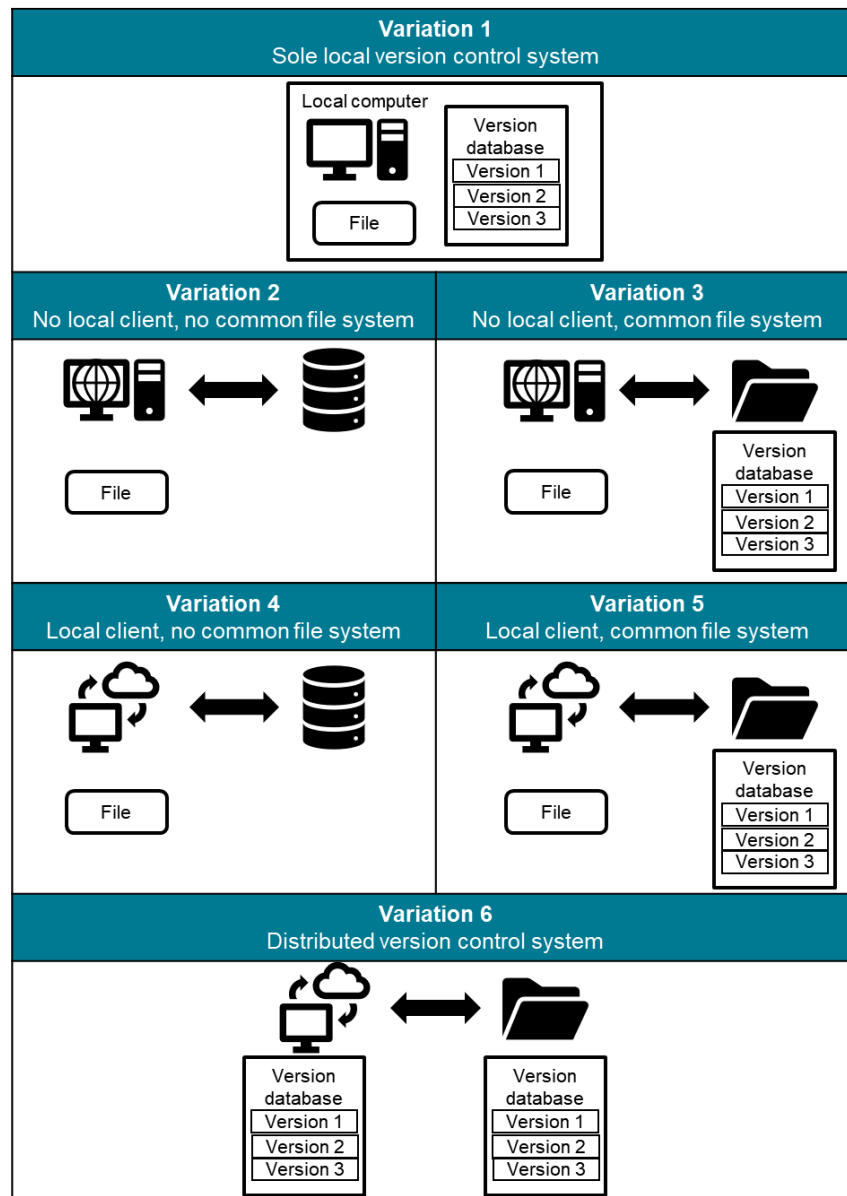 Variation 1
Sole local version control system
Local computer
Version
database
Version 1
Version 2
Version 3
File
Variation 2
No local client, no common file system
File
Variation 3
No local client, common file system
File
Version
database
Version 1
Version 2
Version 3
Variation 4
Local client, no common file system
File
Variation 5
Local client, common file system
File
Version
database
Version 1
Version 2
Version 3
Variation 6
Distributed version control system
Version
database
Version 1
Version 2
Version 3
Version
database
Version 1
Version 2
Version 3